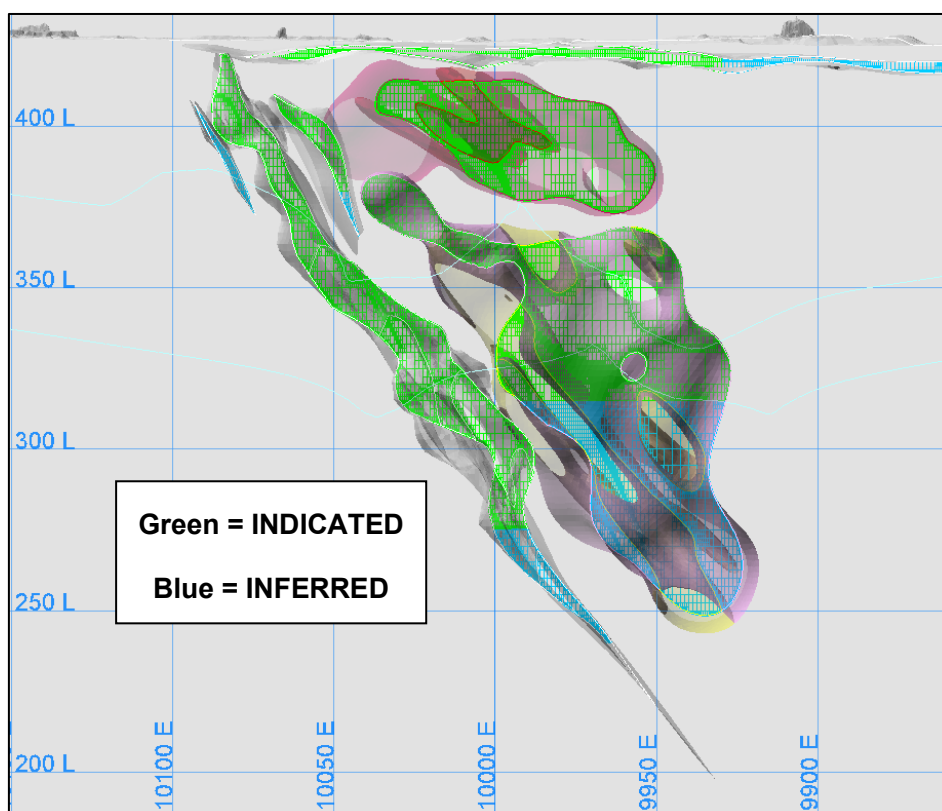 400 L
350 L
300 L
Green = INDICATED
Blue = INFERRED
250 L
200 L
10100 E
10050 E
10000 E
9950 E
9900 E